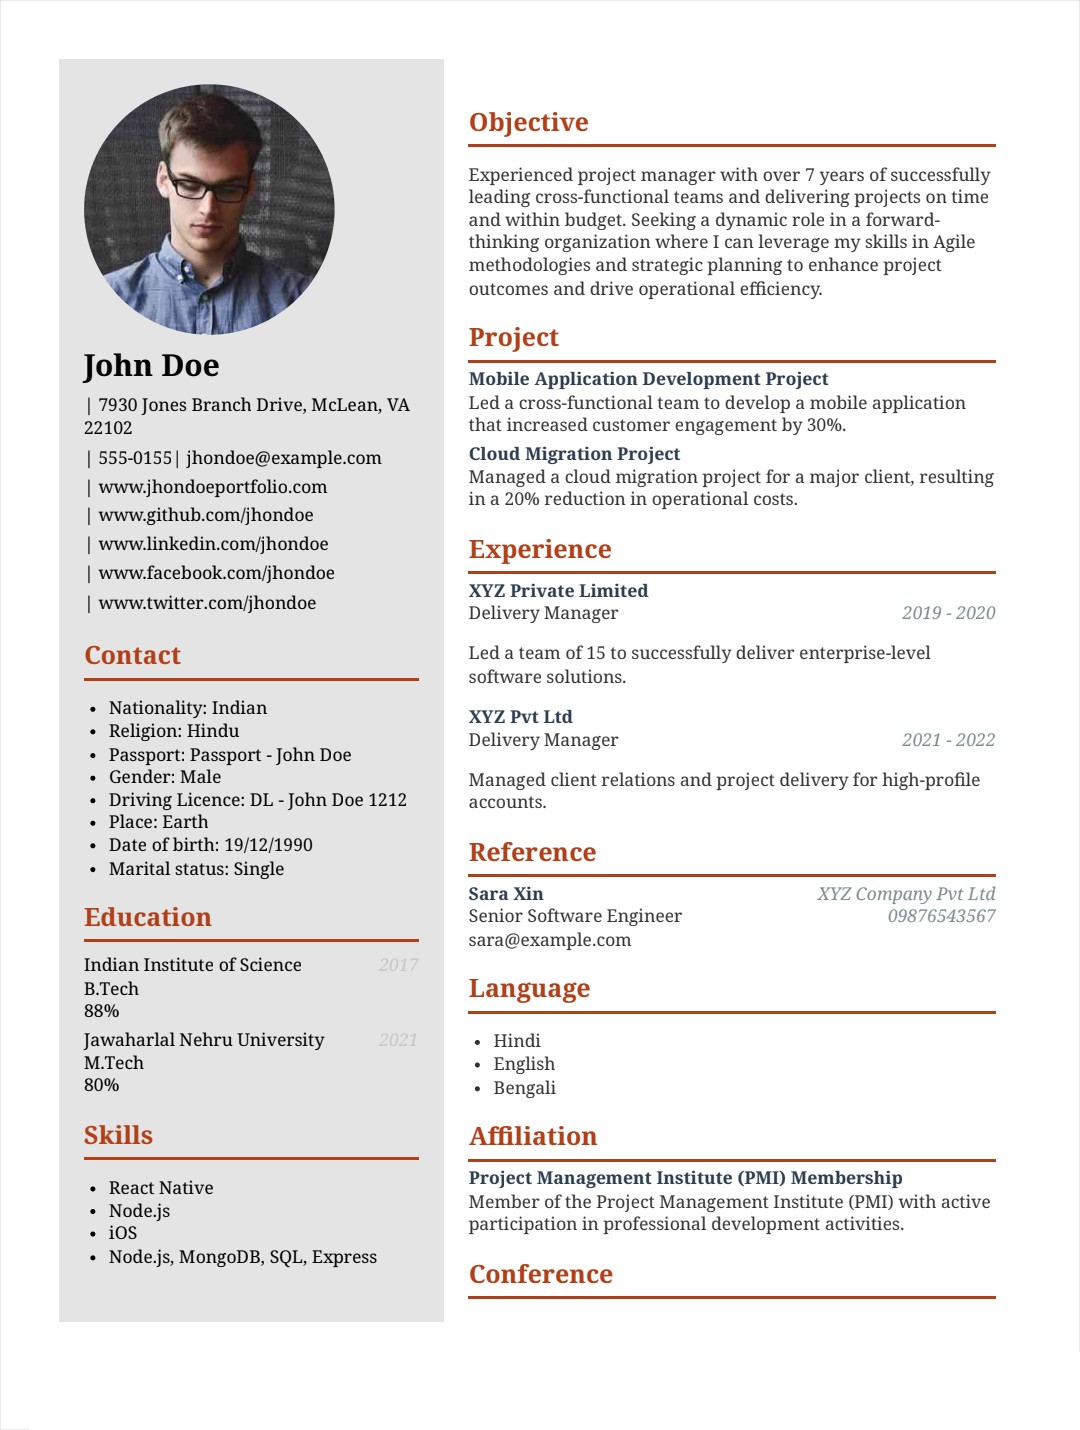 John Doe
| 7930 Jones Branch Drive, McLean, VA
22102
| 555-0155| jhondoe@example.com
| www.jhondoeportfolio.com
| www.github.com/jhondoe
| www.linkedin.com/jhondoe
| www.facebook.com/jhondoe
| www.twitter.com/jhondoe
Contact
• Nationality: Indian
• Religion: Hindu
• Passport: Passport - John Doe
• Gender: Male
• Driving Licence: DL - John Doe 1212
• Place: Earth
• Date of birth: 19/12/1990
• Marital status: Single
Education
Indian Institute of Science 2017
B.Tech
88%
Jawaharlal Nehru University 2021
M.Tech
80%
Skills
• React Native
• Node.js
• iOS
• Node.js, MongoDB, SQL, Express
Objective
Experienced project manager with over 7 years of successfully
leading cross-functional teams and delivering projects on time
and within budget. Seeking a dynamic role in a forward-
thinking organization where I can leverage my skills in Agile
methodologies and strategic planning to enhance project
outcomes and drive operational efficiency.
Project
Mobile Application Development Project
Led a cross-functional team to develop a mobile application
that increased customer engagement by 30%.
Cloud Migration Project
Managed a cloud migration project for a major client, resulting
in a 20% reduction in operational costs.
Experience
XYZ Private Limited
Delivery Manager 2019 - 2020
Led a team of 15 to successfully deliver enterprise-level
software solutions.
XYZ Pvt Ltd
Delivery Manager 2021 - 2022
Managed client relations and project delivery for high-profile
accounts.
Reference
Sara Xin XYZ Company Pvt Ltd
Senior Software Engineer 09876543567
sara@example.com
Language
• Hindi
• English
• Bengali
Affiliation
Project Management Institute (PMI) Membership
Member of the Project Management Institute (PMI) with active
participation in professional development activities.
Conference